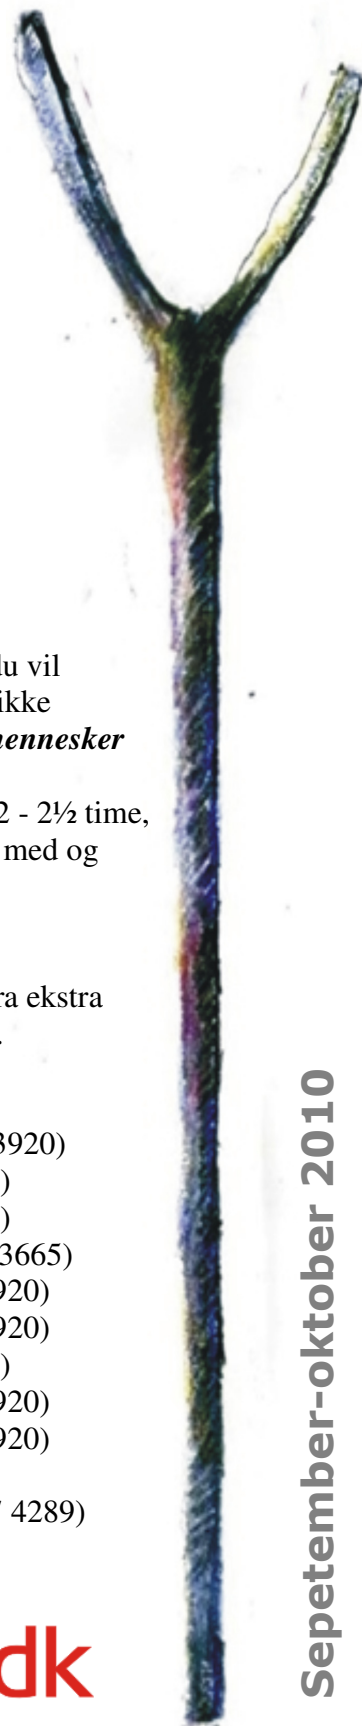 du vil
ikke
mennesker
2 - 2½ time,
med og
ra ekstra
.
3920)
)
)
3665)
920)
920)
)
920)
920)
4289)
dk
Sepetember-oktober 2010